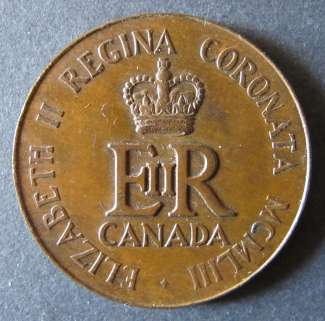 ELIZABETH II REGINA CORONATA MCMLIII
EIIR
CANADA